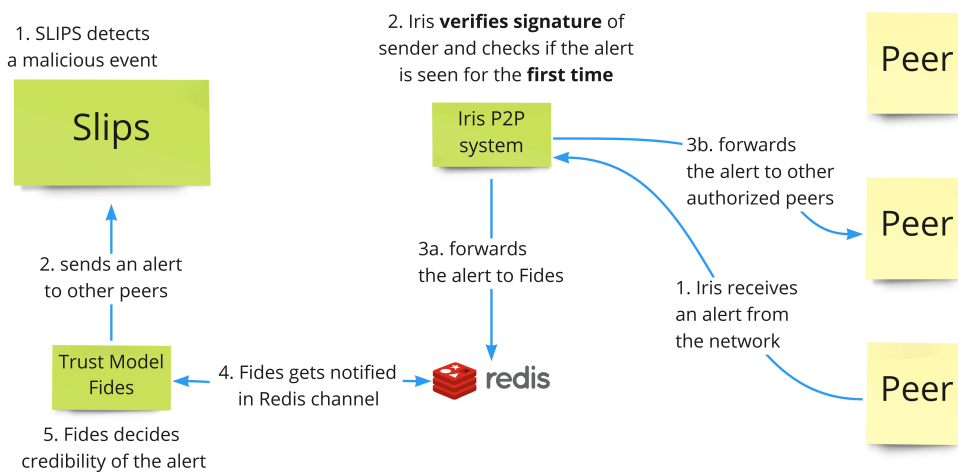 1. SLIPS detects
a malicious event
Slips
2. sends an alert
to other peers
Trust Model
Fides
5. Fides decides
credibility of the alert
4. Fides gets notified
in Redis channel
2. Iris verifies signature of
sender and checks if the alert
is seen for the first time
Iris P2P
system
3a. forwards
the alert to Fides
redis
3b. forwards
the alert to other
authorized peers
1. Iris receives
an alert from
the network
Peer
Peer
Peer